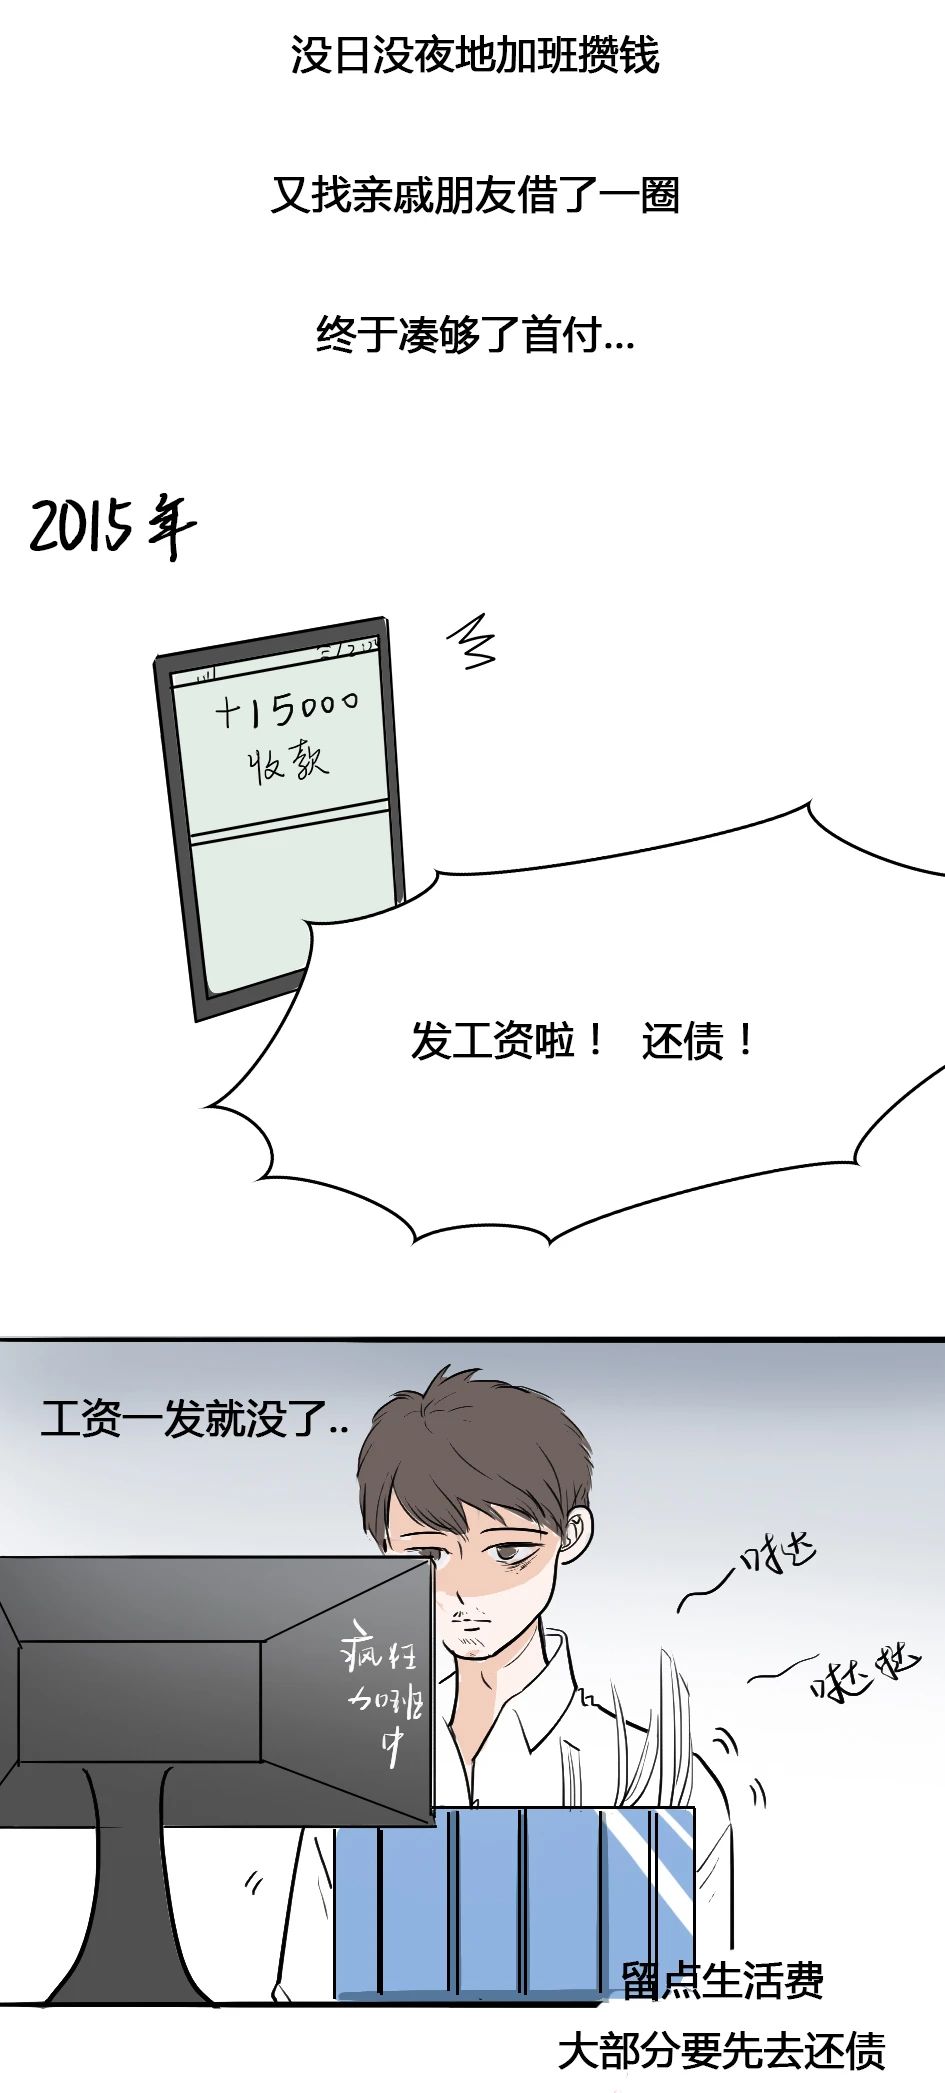 没日没夜地加班攒钱
又找亲戚朋友借了一圈
终于凑够了首付...
2015年
+15000
收款
发工资啦！ 还债！
工资一发就没了..
哒
哒哒
疯狂
加班
中
留点生活费
大部分要先去还债